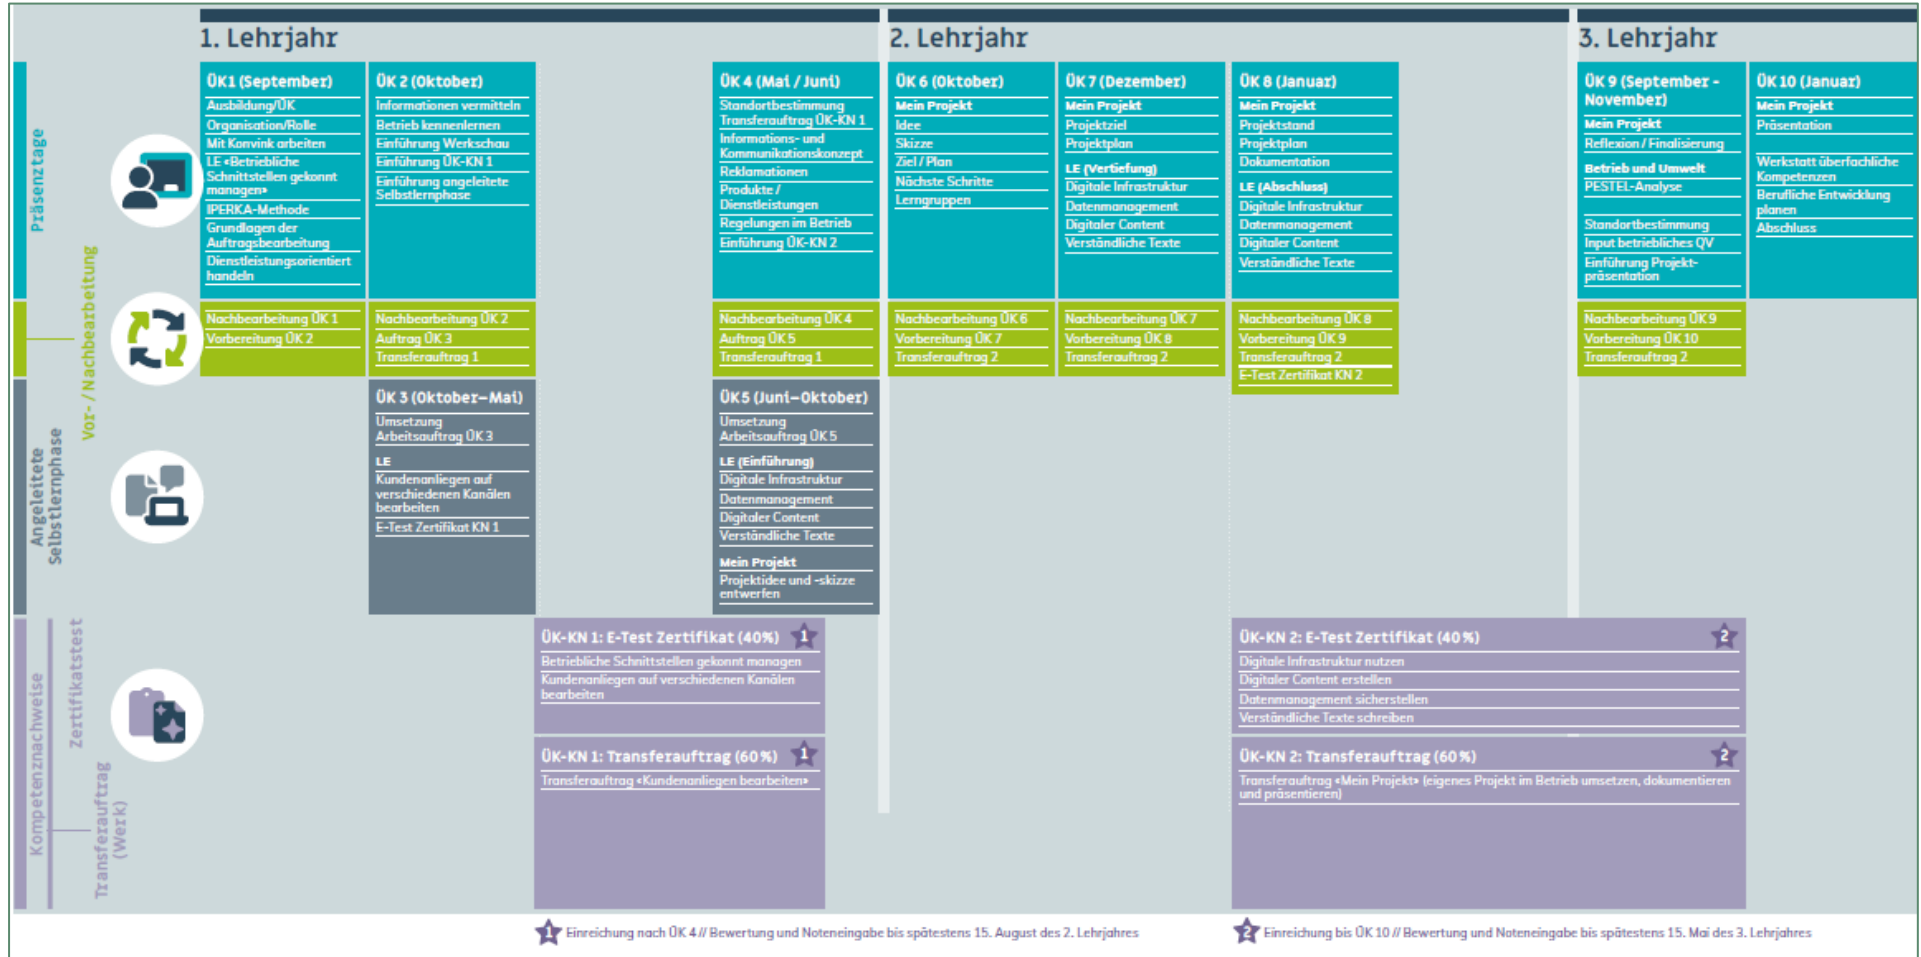 1. Lehrjahr
2. Lehrjahr
3. Lehrjahr
Präsenztage
ÜK1 (September)
Ausbildung/ÜK
Organisation/Rolle
Mit Konvink arbeiten
LE «Betriebliche
Schnittstellen gekonnt
managen»
IPERKA-Methode
Grundlagen der
Auftragsbearbeitung
Dienstleistungsorientiert
handeln
ÜK 2 (Oktober)
Informationen vermitteln
Betrieb kennenlernen
Einführung Werkschau
Einführung ÜK-KN 1
Einführung angeleitete
Selbstlernphase
ÜK 4 (Mai / Juni)
Standortbestimmung
Transferauftrag ÜK-KN 1
Informations- und
Kommunikationskonzept
Reklamationen
Produkte /
Dienstleistungen
Regelungen im Betrieb
Einführung ÜK-KN 2
ÜK 6 (Oktober)
Mein Projekt
Idee
Skizze
Ziel / Plan
Nächste Schritte
Lerngruppen
ÜK 7 (Dezember)
Mein Projekt
Projektziel
Projektplan
LE (Vertiefung)
Digitale Infrastruktur
Datenmanagement
Digitaler Content
Verständliche Texte
ÜK 8 (Januar)
Mein Projekt
Projektstand
Projektplan
Dokumentation
LE (Abschluss)
Digitale Infrastruktur
Datenmanagement
Digitaler Content
Verständliche Texte
ÜK 9 (September -
November)
Mein Projekt
Reflexion / Finalisierung
Betrieb und Umwelt
PESTEL-Analyse
Standortbestimmung
Input betriebliches QV
Einführung Projekt-
präsentation
ÜK 10 (Januar)
Mein Projekt
Präsentation
Werkstatt überfachliche
Kompetenzen
Berufliche Entwicklung
planen
Abschluss
Vor- / Nachbearbeitung
Nachbearbeitung ÜK 1
Vorbereitung ÜK 2
Nachbearbeitung ÜK 2
Auftrag ÜK 3
Transferauftrag 1
Nachbearbeitung ÜK 4
Auftrag ÜK 5
Transferauftrag 1
Nachbearbeitung ÜK 6
Vorbereitung ÜK 7
Transferauftrag 2
Nachbearbeitung ÜK 7
Vorbereitung ÜK 8
Transferauftrag 2
Nachbearbeitung ÜK 8
Vorbereitung ÜK 9
Transferauftrag 2
E-Test Zertifikat KN 2
Nachbearbeitung ÜK 9
Vorbereitung ÜK 10
Transferauftrag 2
Angeleitete
Selbstlernphase
ÜK 3 (Oktober–Mai)
Umsetzung
Arbeitsauftrag ÜK 3
LE
Kundenanliegen auf
verschiedenen Kanälen
bearbeiten
E-Test Zertifikat KN 1
ÜK 5 (Juni–Oktober)
Umsetzung
Arbeitsauftrag ÜK 5
LE (Einführung)
Digitale Infrastruktur
Datenmanagement
Digitaler Content
Verständliche Texte
Mein Projekt
Projektidee und -skizze
entwerfen
Kompetenznachweise
Zertifikatstest
Transferauftrag
(Werk)
ÜK-KN 1: E-Test Zertifikat (40%) 1
Betriebliche Schnittstellen gekonnt managen
Kundenanliegen auf verschiedenen Kanälen
bearbeiten
ÜK-KN 2: E-Test Zertifikat (40 %) 2
Digitale Infrastruktur nutzen
Digitaler Content erstellen
Datenmanagement sicherstellen
Verständliche Texte schreiben
ÜK-KN 1: Transferauftrag (60 %) 1
Transferauftrag «Kundenanliegen bearbeiten»
ÜK-KN 2: Transferauftrag (60 %) 2
Transferauftrag «Mein Projekt» (eigenes Projekt im Betrieb umsetzen, dokumentieren
und präsentieren)
1 Einreichung nach ÜK 4 // Bewertung und Noteneingabe bis spätestens 15. August des 2. Lehrjahres
2 Einreichung bis ÜK 10 // Bewertung und Noteneingabe bis spätestens 15. Mai des 3. Lehrjahres